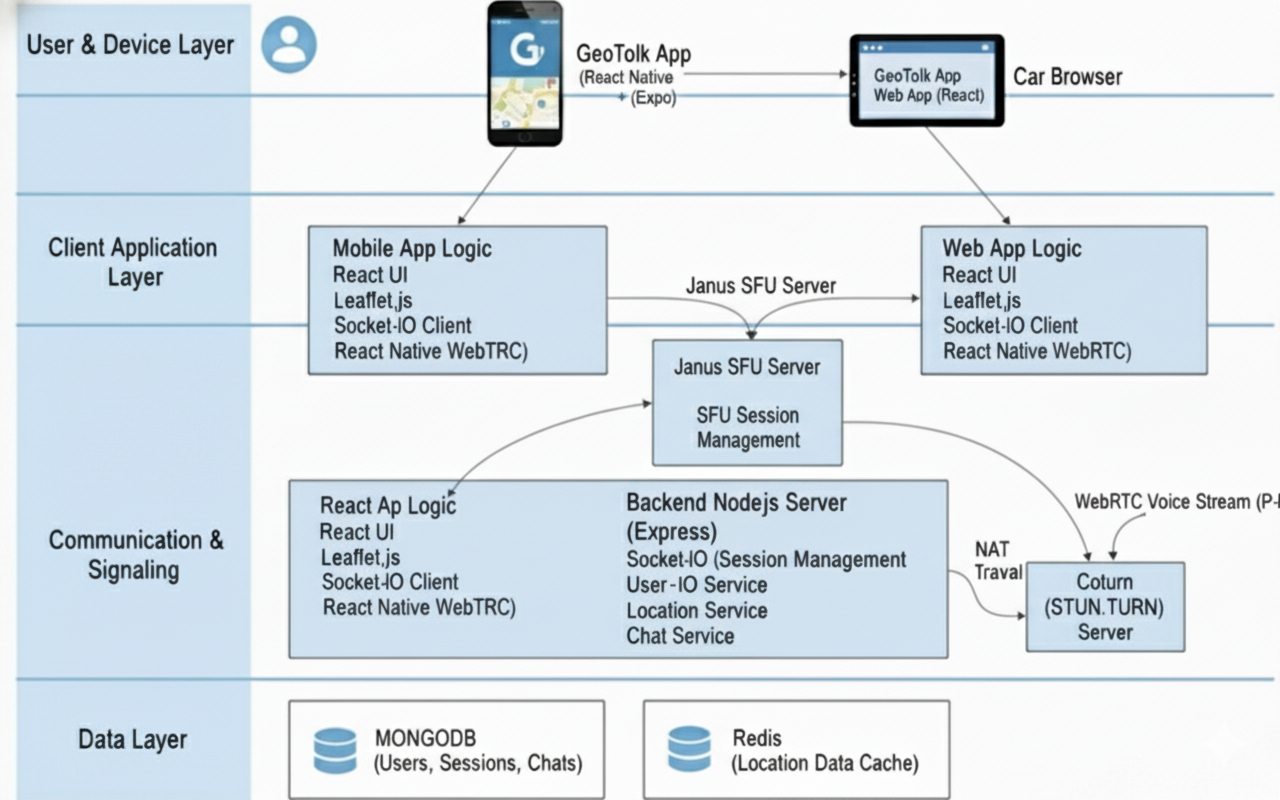 User & Device Layer
G
GeoTolk App
(React Native
+ (Expo)
GeoTolk App
Web App (React)
Car Browser
Client Application
Layer
Mobile App Logic
React UI
Leaflet,js
Socket-IO Client
React Native WebTRC)
Janus SFU Server
Web App Logic
React UI
Leaflet,js
Socket-IO Client
React Native WebRTC)
Janus SFU Server
SFU Session
Management
Communication &
Signaling
React Ap Logic
React UI
Leaflet,js
Socket-IO Client
React Native WebTRC)
Backend Nodejs Server
(Express)
Socket-IO (Session Management
User-IO Service
Location Service
Chat Service
NAT
Traval
WebRTC Voice Stream (P-
Coturn
(STUN.TURN)
Server
Data Layer
MONGODB
(Users, Sessions, Chats)
Redis
(Location Data Cache)